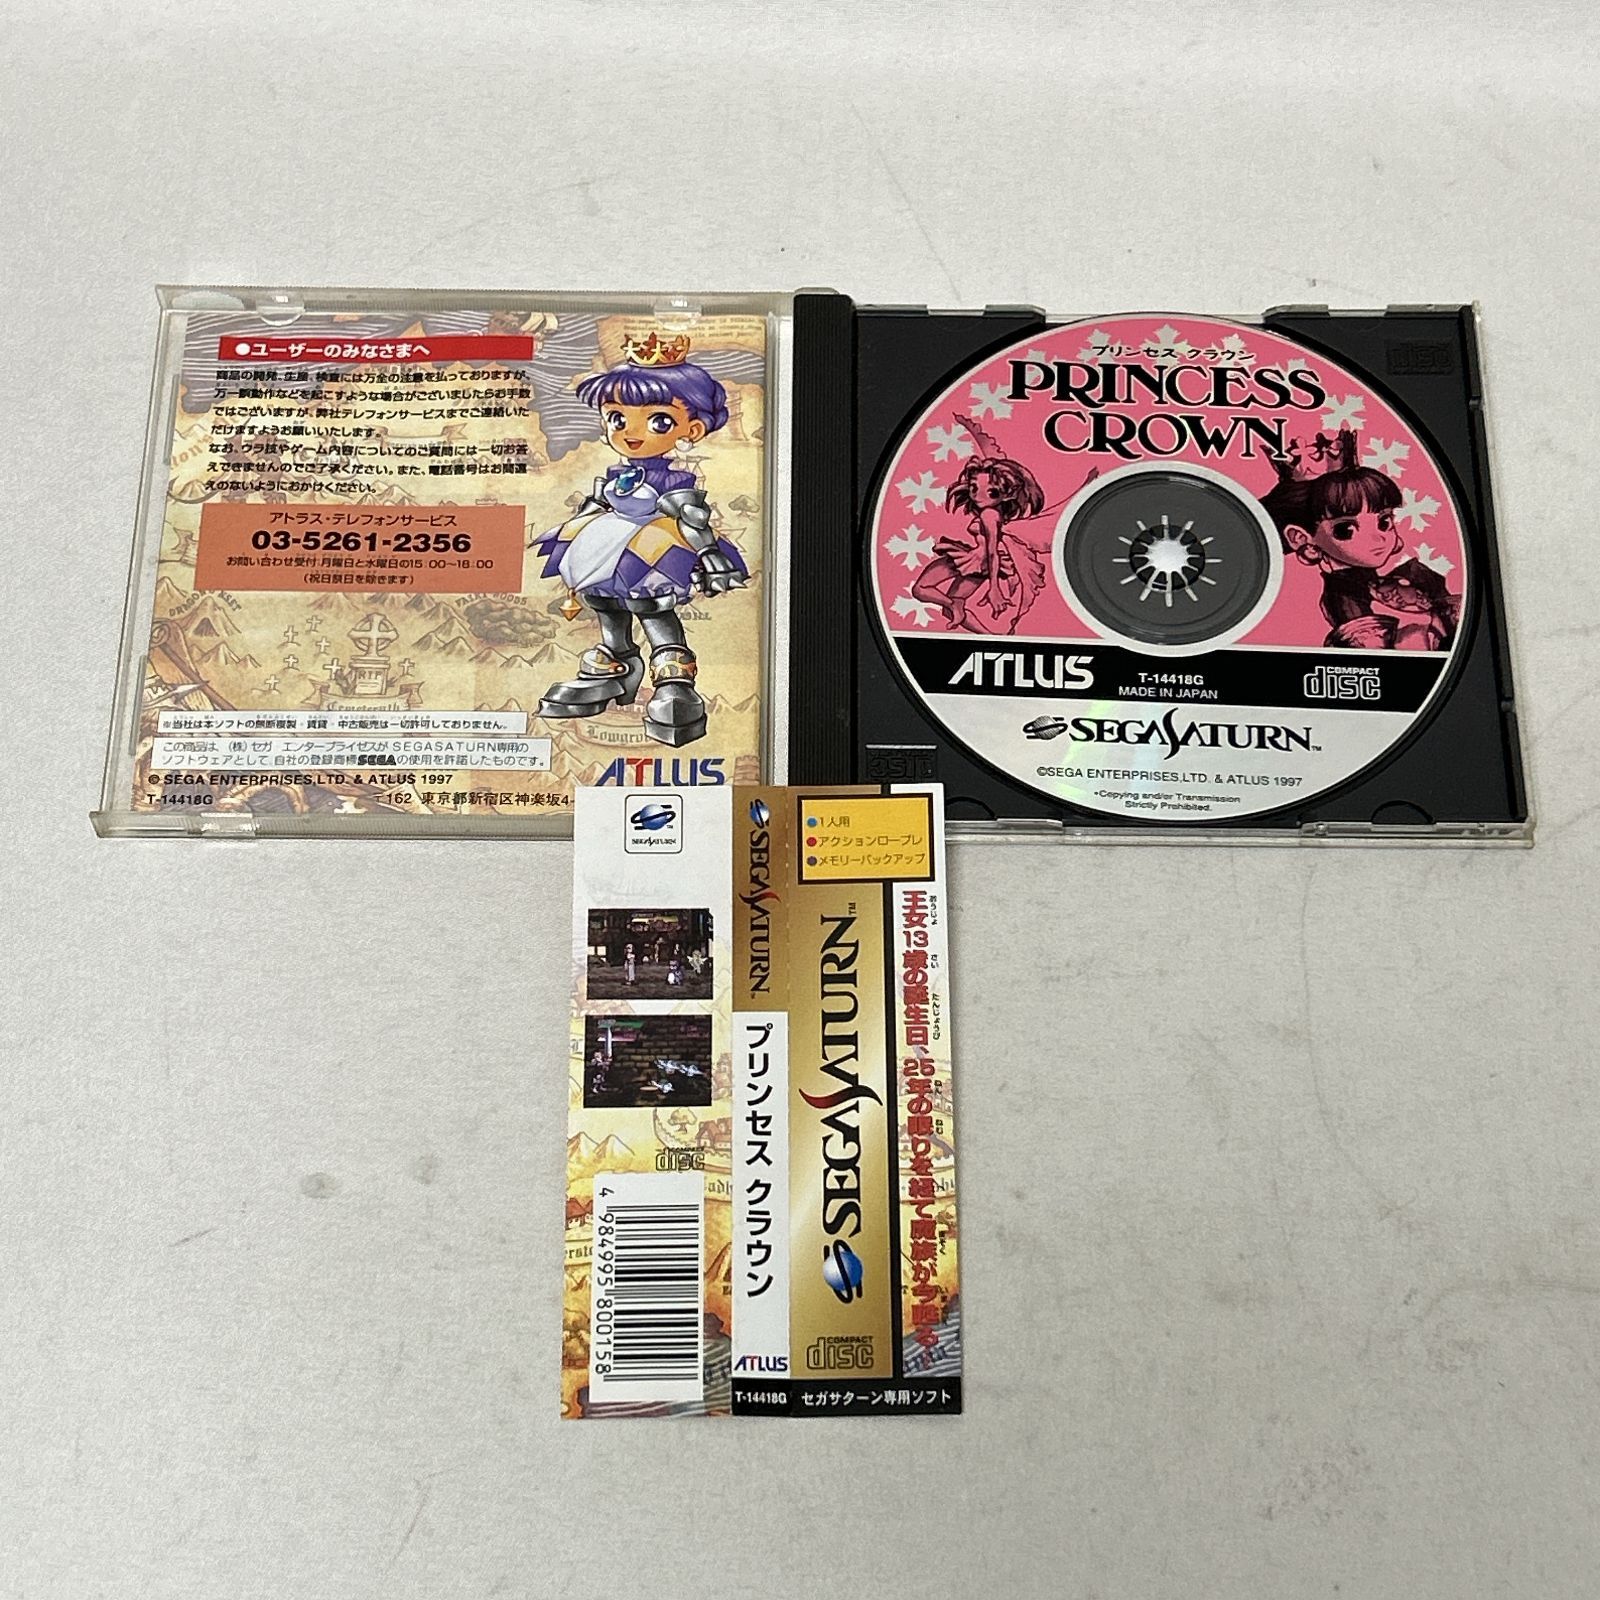 ●ユーザーのみなさまへ
商品の開発、生産、検査には万全の注意を払っておりますが、
万一誤動作などを起こすような場合がございましたらお手数
ではございますが、弊社テレフォンサービスまでご連絡いた
だけますようお願いいたします。
なお、ウラ技やゲーム内容についてのご質問には一切お答
えできませんのでご了承ください。また、電話番号はお間違
えのないようにおかけください。
アトラス・テレフォンサービス
03-5261-2356
お問い合わせ受付:月曜日と水曜日の15:00〜18:00
(祝日祭日を除きます)
DRAGON CREST
FAIRY WOODS
RIP
※当社は本ソフトの無断複製・賃貸・中古販売は一切許可しておりません。
この商品は、(株)セガ エンタープライゼスが SEGASATURN専用の
ソフトウェアとして、自社の登録商標SEGAの使用を許諾したものです。
© SEGA ENTERPRISES,LTD. & ATLUS 1997
ATLUS
T-14418G
〒162 東京都新宿区神楽坂4-
プリンセス クラウン
PRINCESS
CROWN
ATLUS
T-14418G
MADE IN JAPAN
COMPACT
disc
SEGA SATURN™
©SEGA ENTERPRISES,LTD. & ATLUS 1997
*Copying and/or Transmission
Strictly Prohibited.
SEGA SATURN
COMPACT
disc
4984995800158
SEGA SATURN™
プリンセス クラウン
ATLUS
T-14418G
●1人用
●アクションロープレ
●メモリーバックアップ
SEGA SATURN™
COMPACT
disc
セガサターン専用ソフト
王女13歳の誕生日、25年の眠りを経て魔族が今甦る